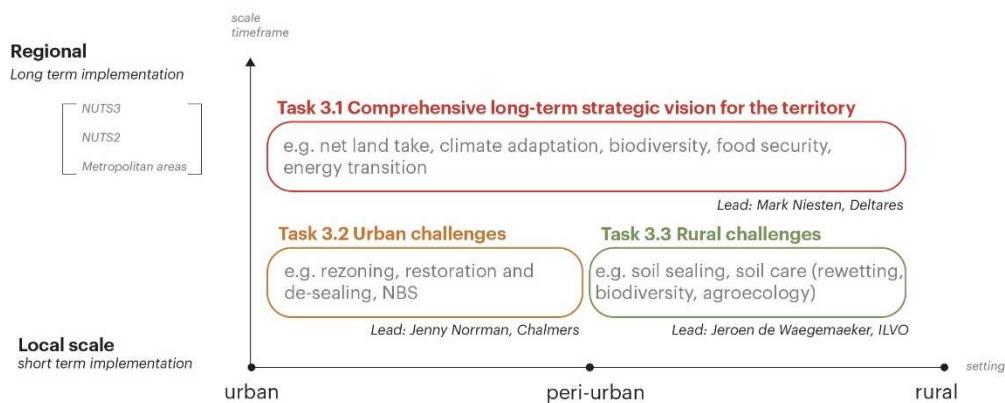 scale
timeframe
Regional
Long term implementation
NUTS3
NUTS2
Metropolitan areas
Task 3.1 Comprehensive long-term strategic vision for the territory
e.g. net land take, climate adaptation, biodiversity, food security,
energy transition
Lead: Mark Niesten, Deltares
Task 3.2 Urban challenges
e.g. rezoning, restoration and
de-sealing, NBS
Lead: Jenny Norrman, Chalmers
Task 3.3 Rural challenges
e.g. soil sealing, soil care (rewetting,
biodiversity, agroecology)
Lead: Jeroen de Waegemaeker, ILVO
Local scale
short term implementation
setting
urban
peri-urban
rural